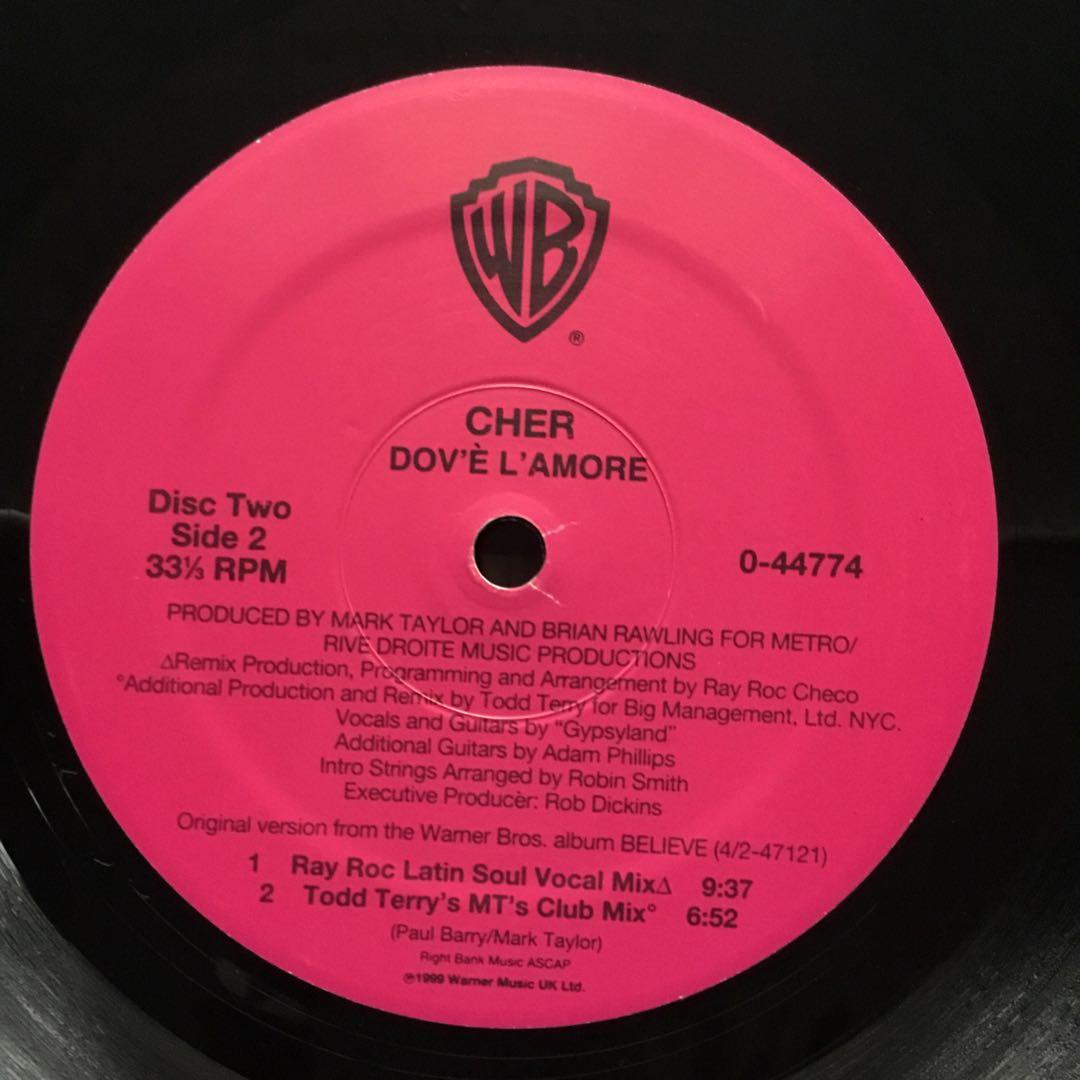 WB
®
CHER
DOV'È L'AMORE
Disc Two
Side 2
33⅓ RPM
0-44774
PRODUCED BY MARK TAYLOR AND BRIAN RAWLING FOR METRO/
RIVE DROITE MUSIC PRODUCTIONS
∆Remix Production, Programming and Arrangement by Ray Roc Checo
°Additional Production and Remix by Todd Terry for Big Management, Ltd. NYC.
Vocals and Guitars by "Gypsyland"
Additional Guitars by Adam Phillips
Intro Strings Arranged by Robin Smith
Executive Producèr: Rob Dickins
Original version from the Warner Bros. album BELIEVE (4/2-47121)
1 Ray Roc Latin Soul Vocal Mix∆ 9:37
2 Todd Terry's MT's Club Mix° 6:52
(Paul Barry/Mark Taylor)
Right Bank Music ASCAP
℗1999 Warner Music UK Ltd.